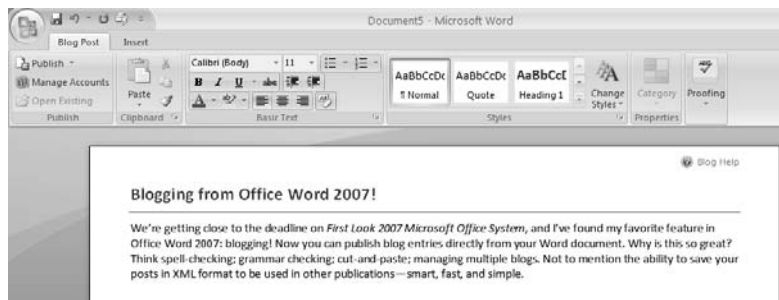 Document5 - Microsoft Word
Blog Post Insert
Publish
Manage Accounts
Open Existing
Publish
Paste
Clipboard
Calibri (Body) 11
B I U abc
A ab
Basic Text
AaBbCcDc AaBbCcDc AaBbCcI
¶ Normal Quote Heading 1
Change
Styles
Styles
Category
Properties
Proofing
Blog Help
Blogging from Office Word 2007!
We're getting close to the deadline on First Look 2007 Microsoft Office System, and I've found my favorite feature in
Office Word 2007: blogging! Now you can publish blog entries directly from your Word document. Why is this so great?
Think spell-checking; grammar checking; cut-and-paste; managing multiple blogs. Not to mention the ability to save your
posts in XML format to be used in other publications—smart, fast, and simple.